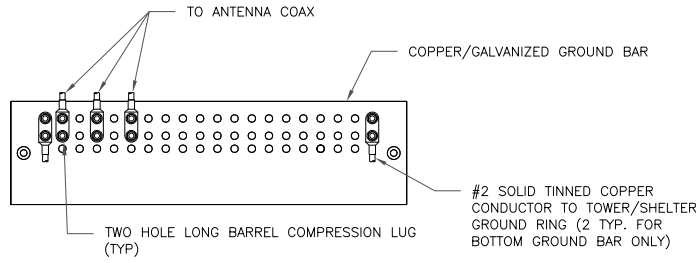 TO ANTENNA COAX
COPPER/GALVANIZED GROUND BAR
#2 SOLID TINNED COPPER
CONDUCTOR TO TOWER/SHELTER
GROUND RING (2 TYP. FOR
BOTTOM GROUND BAR ONLY)
TWO HOLE LONG BARREL COMPRESSION LUG
(TYP)